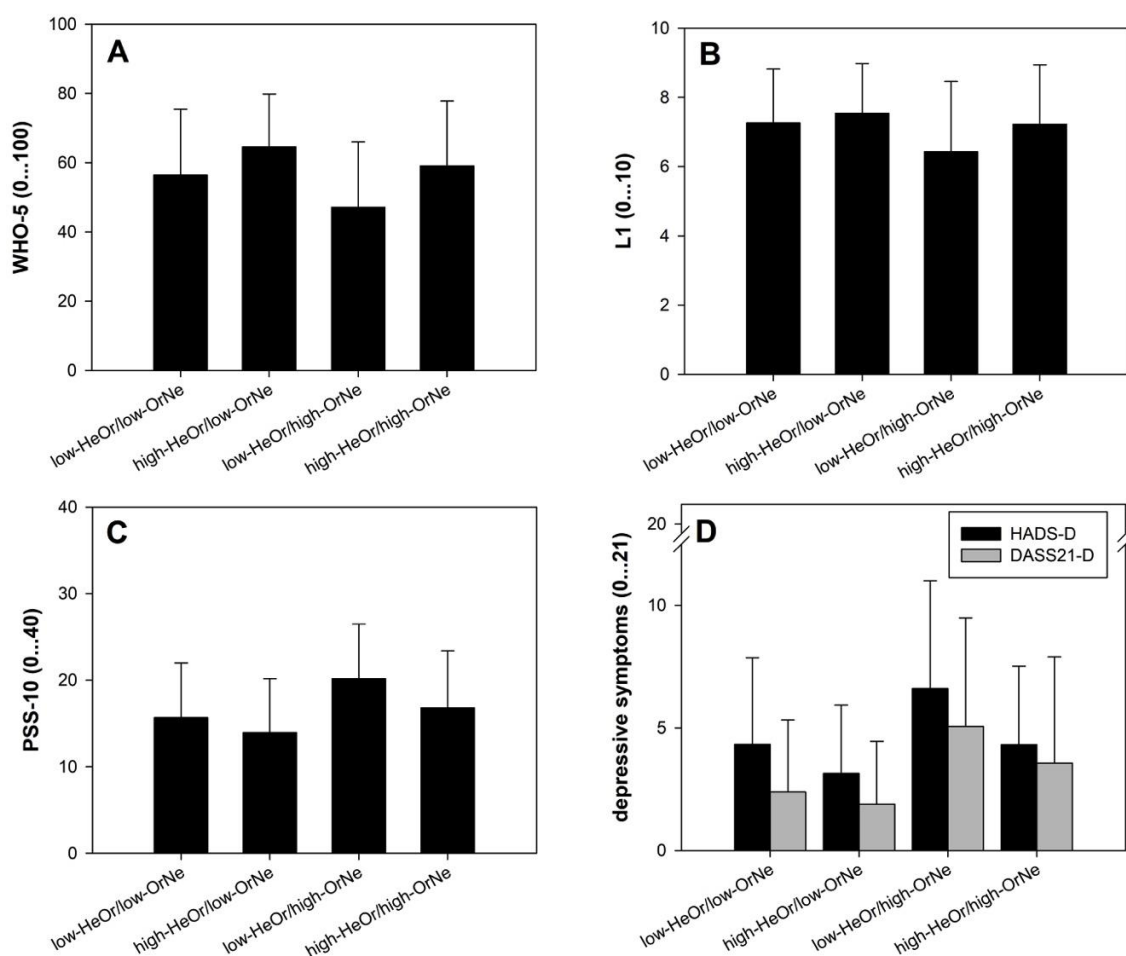 A
WHO-5 (0...100)
100
80
60
40
20
0
low-HeOr/low-OrNe
high-HeOr/low-OrNe
low-HeOr/high-OrNe
high-HeOr/high-OrNe
B
L1 (0...10)
10
8
6
4
2
0
low-HeOr/low-OrNe
high-HeOr/low-OrNe
low-HeOr/high-OrNe
high-HeOr/high-OrNe
C
PSS-10 (0...40)
40
30
20
10
0
low-HeOr/low-OrNe
high-HeOr/low-OrNe
low-HeOr/high-OrNe
high-HeOr/high-OrNe
D
depressive symptoms (0...21)
20
10
5
0
HADS-D
DASS21-D
low-HeOr/low-OrNe
high-HeOr/low-OrNe
low-HeOr/high-OrNe
high-HeOr/high-OrNe